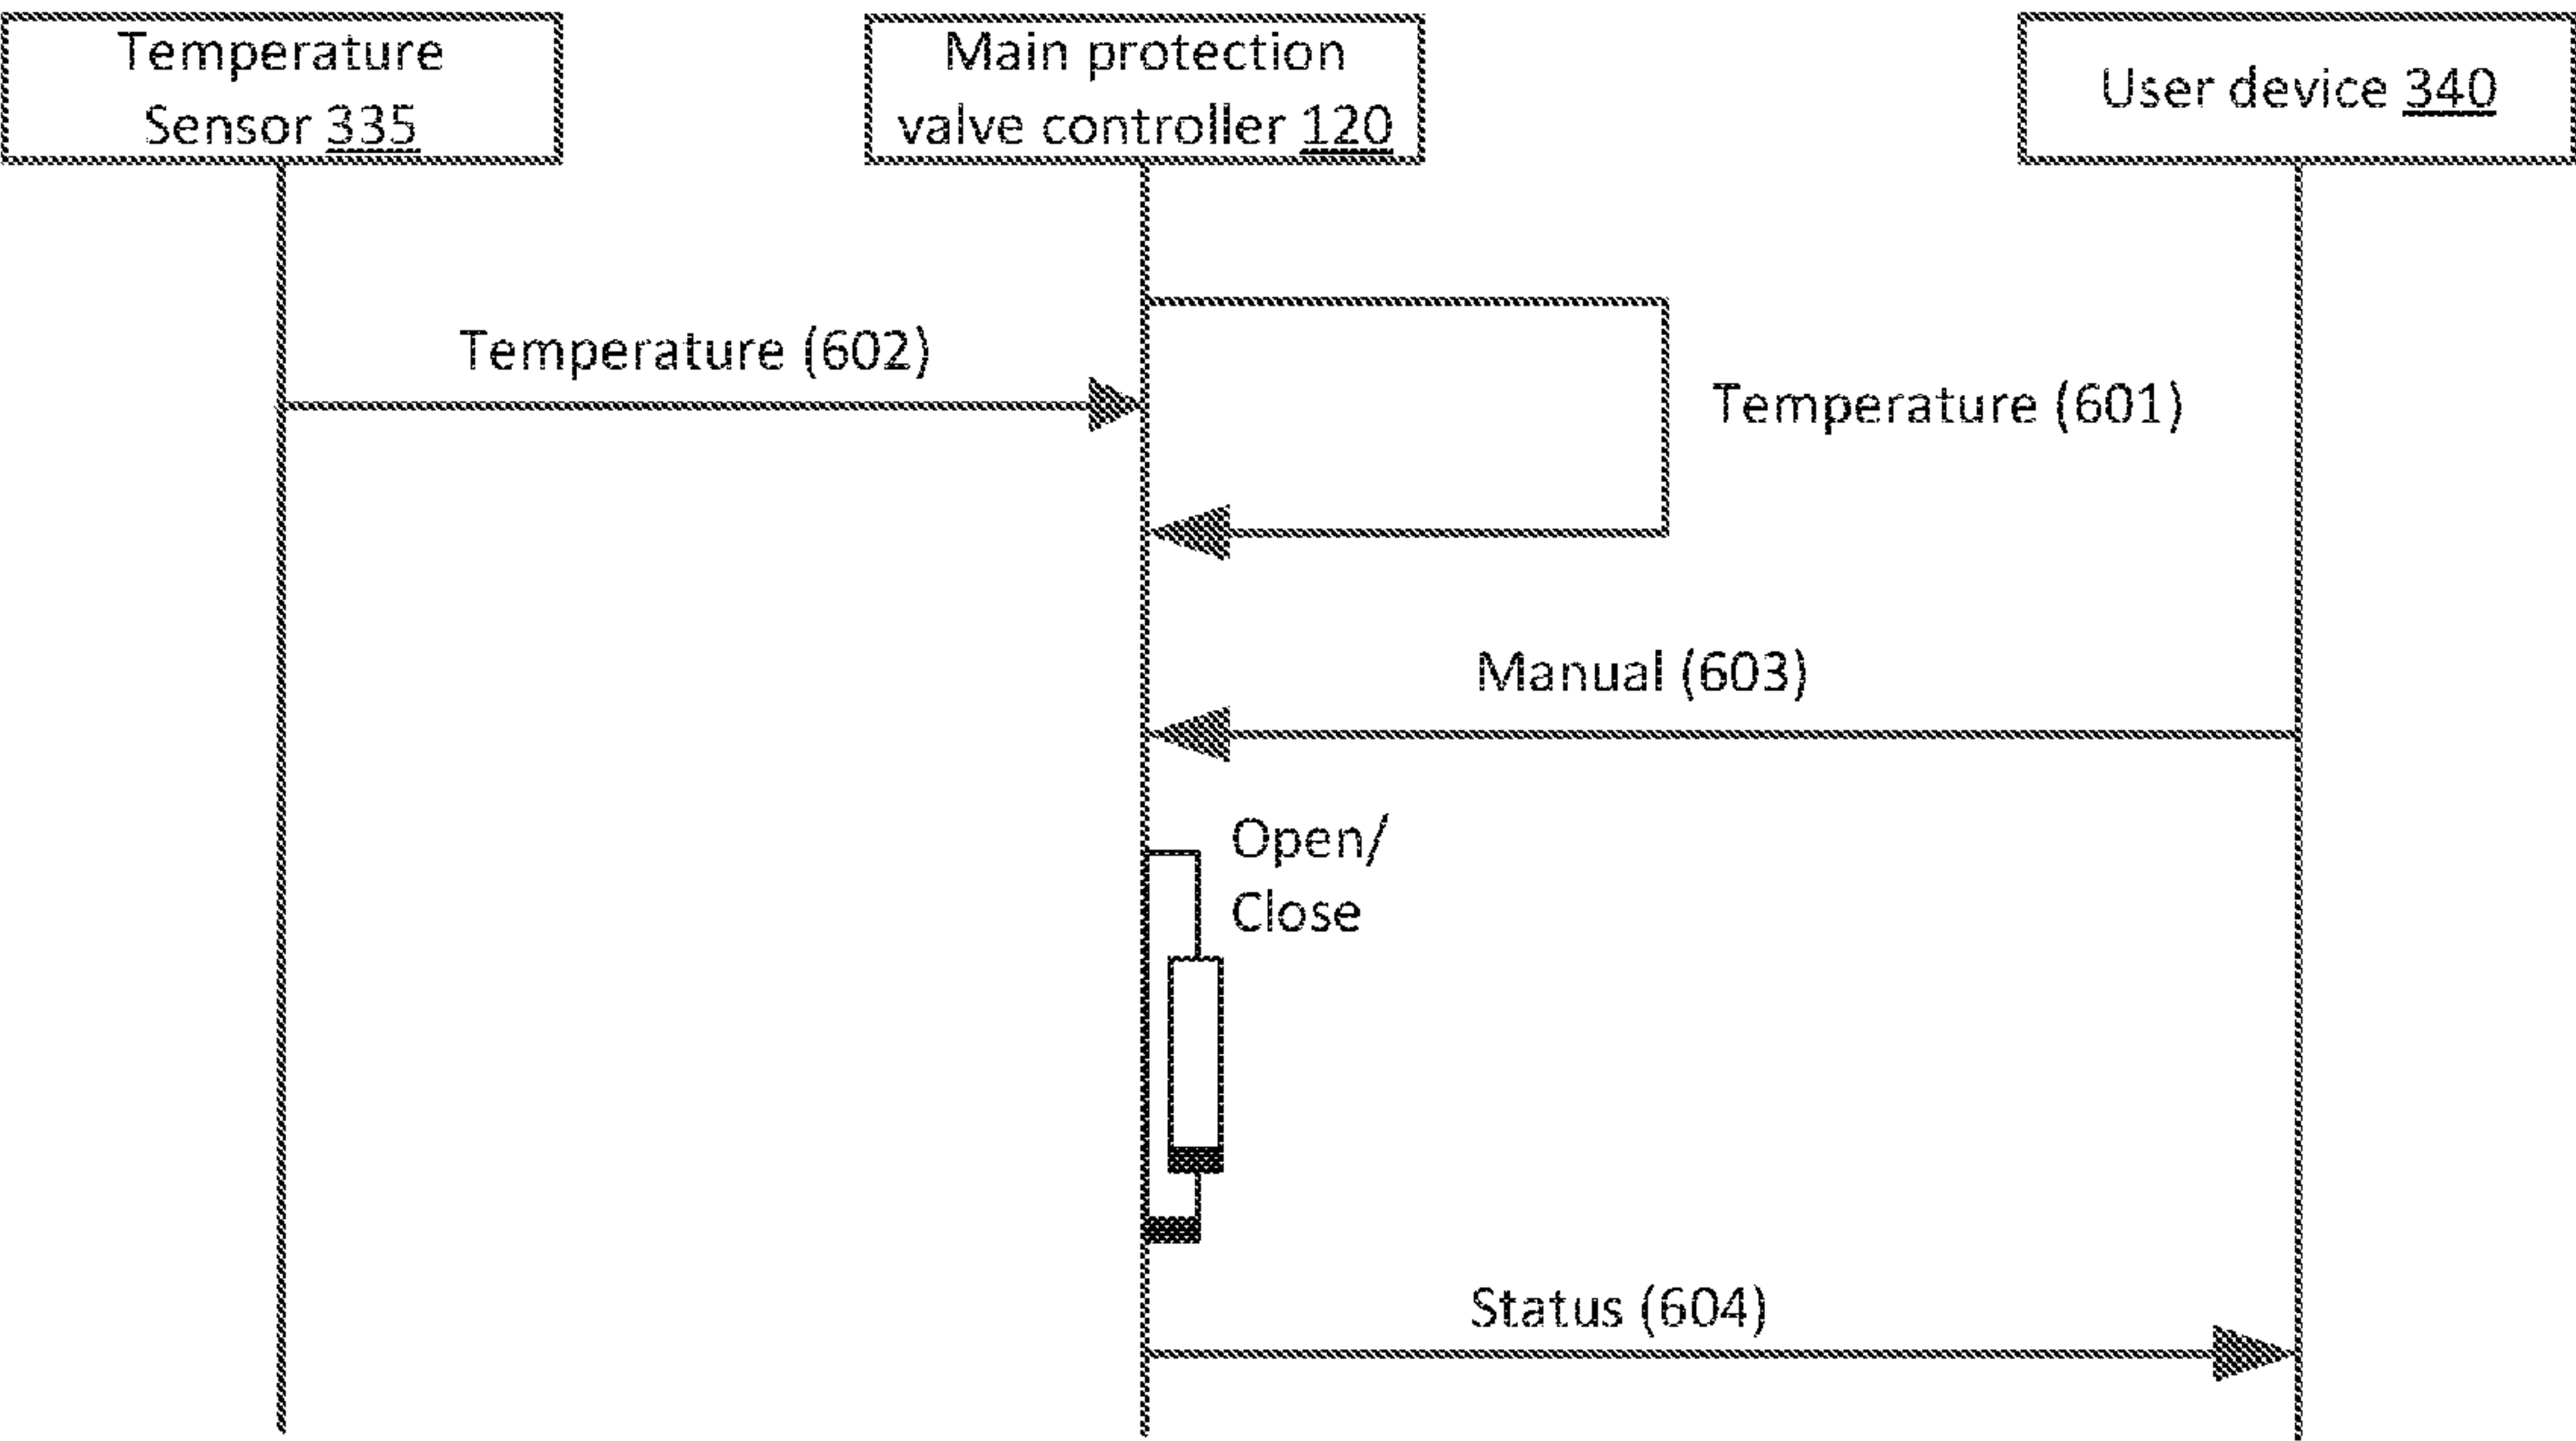 Temperature
Sensor 335
Main protection
valve controller 120
User device 340
Temperature (602)
Temperature (601)
Manual (603)
Open/
Close
Status (604)